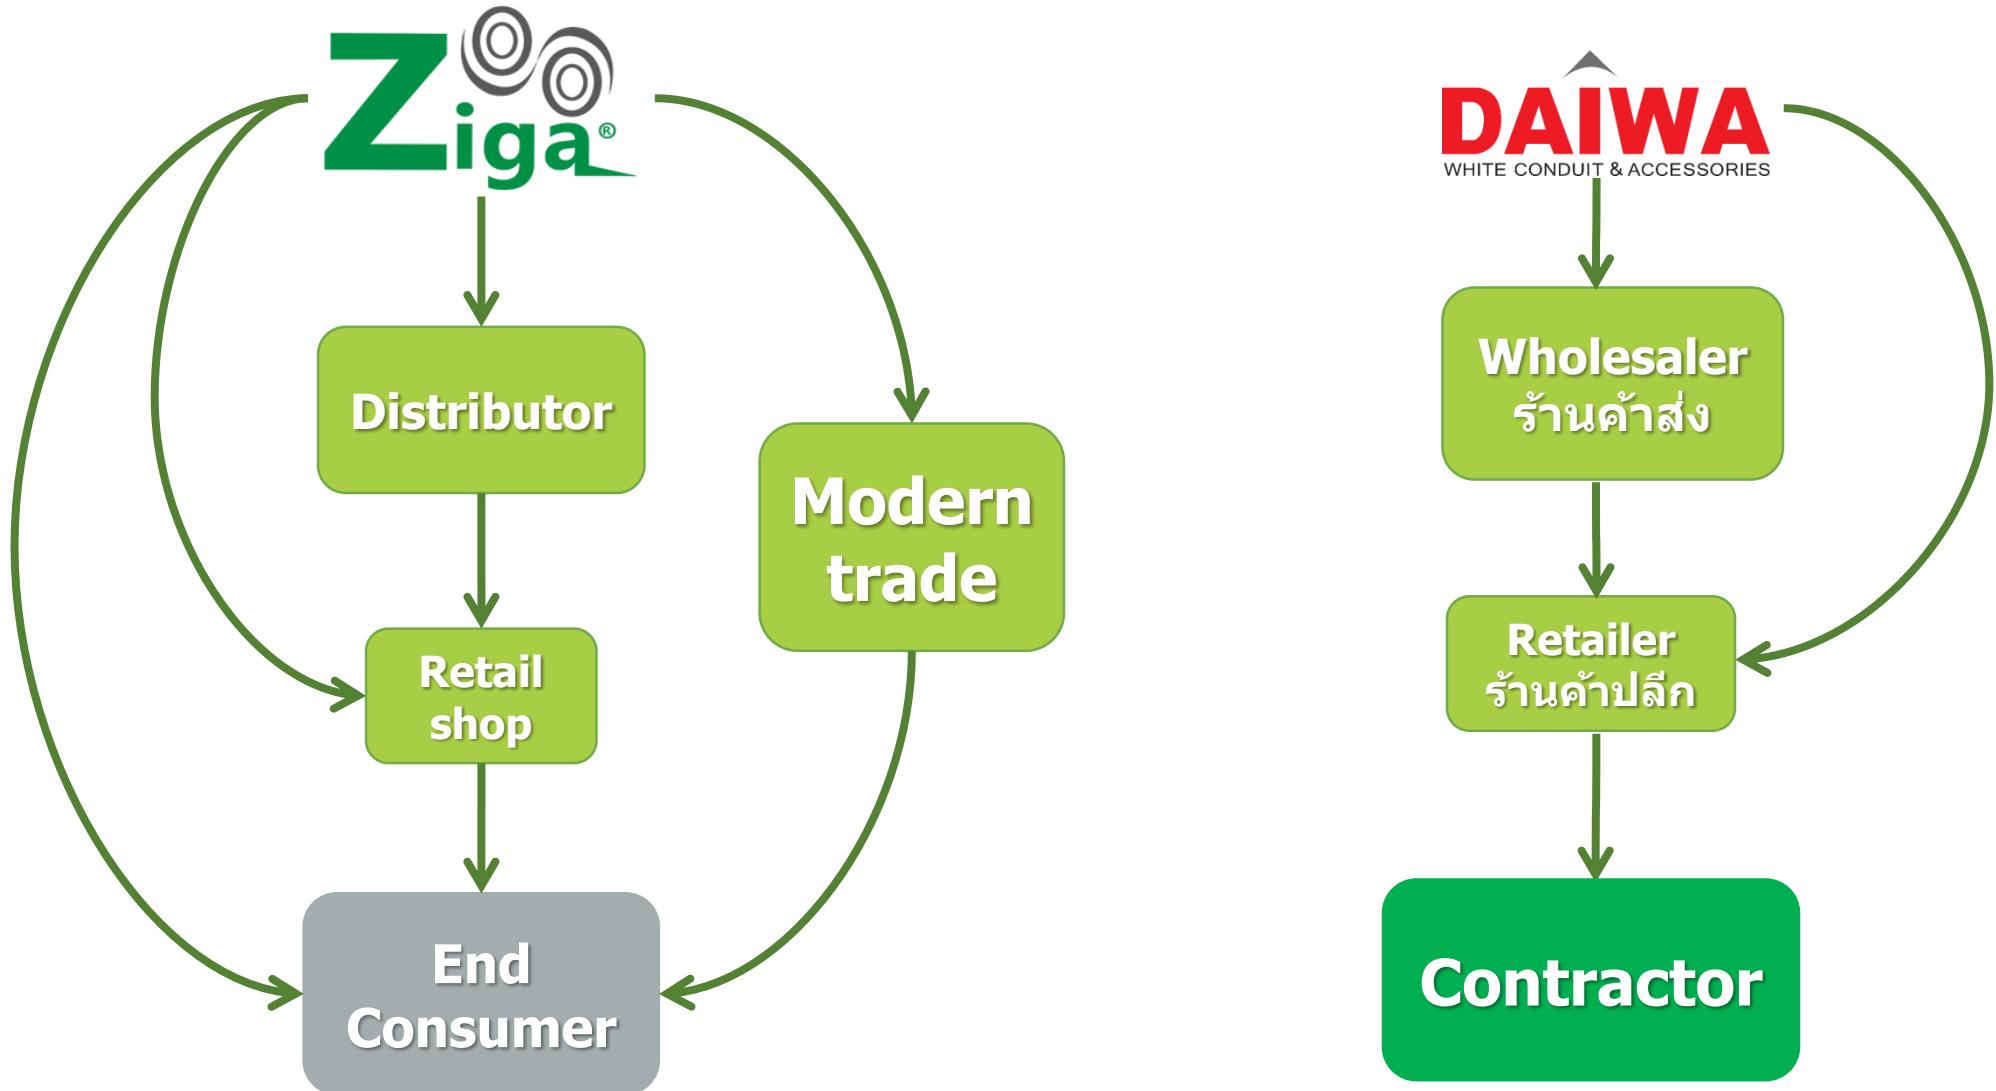 Ziga®
Distributor
Retail
shop
Modern
trade
End
Consumer
DAIWA
WHITE CONDUIT & ACCESSORIES
Wholesaler
ร้านค้าส่ง
Retailer
ร้านค้าปลีก
Contractor